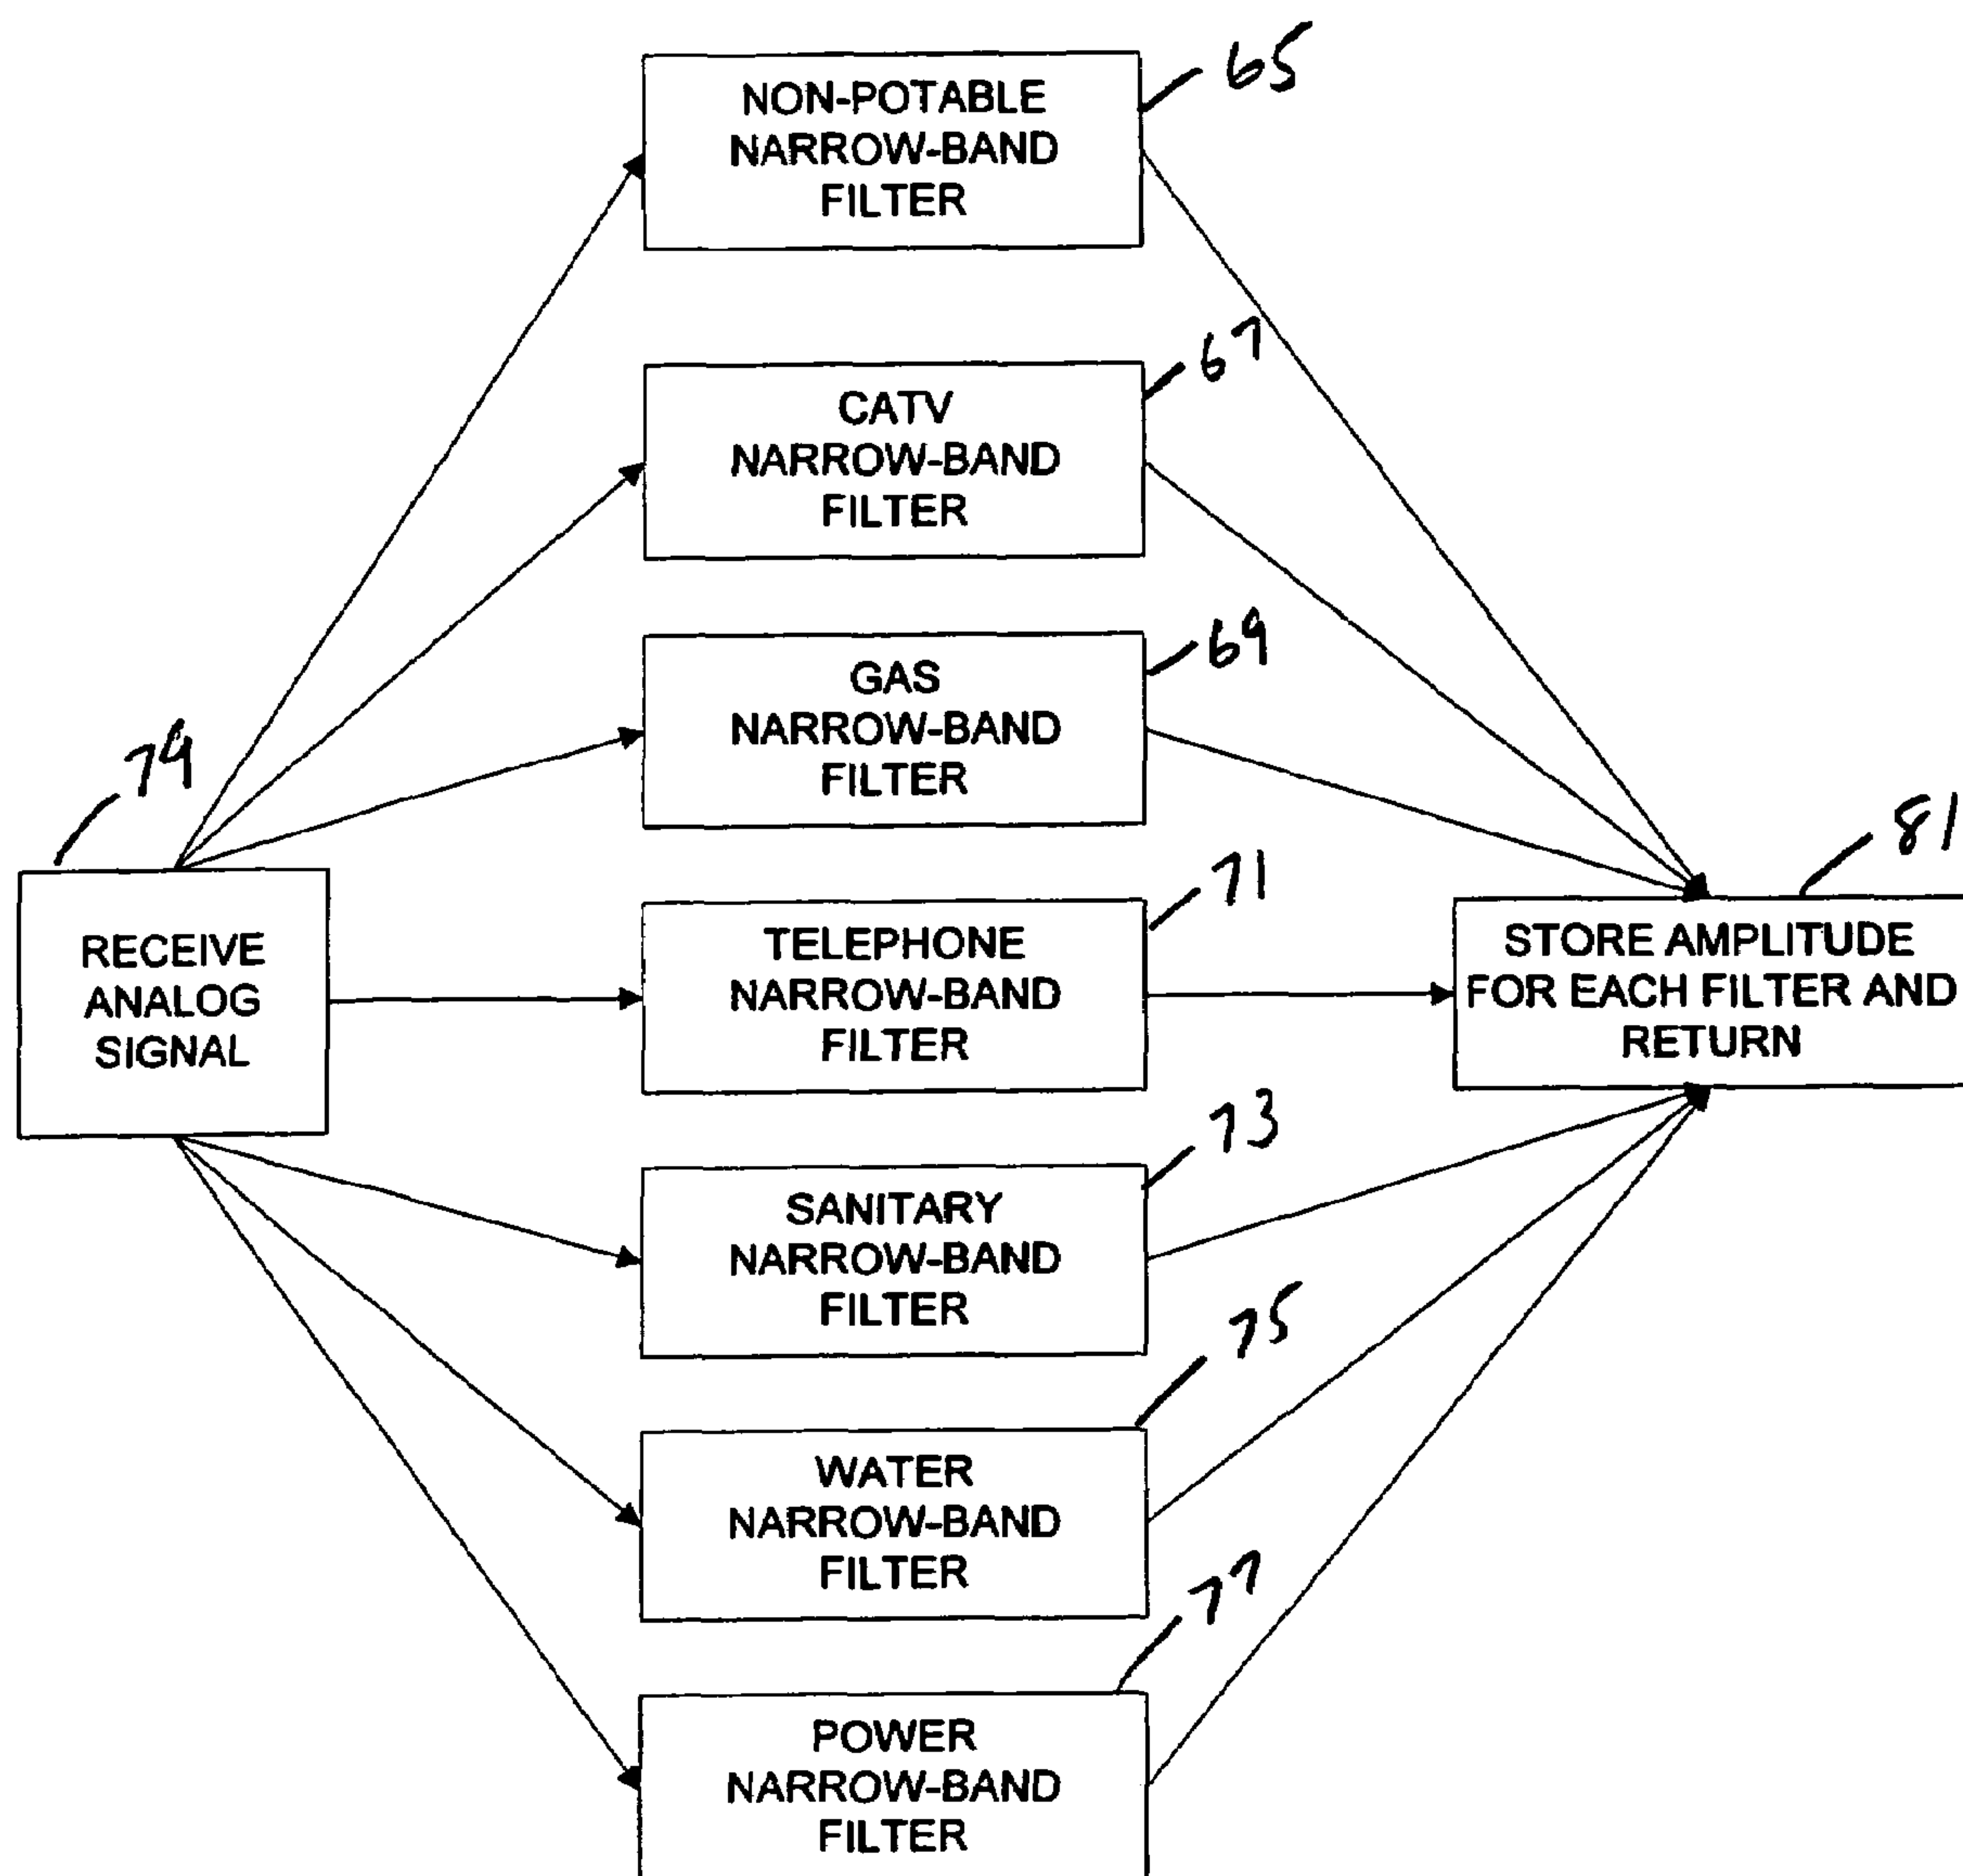 65
NON-POTABLE
NARROW-BAND
FILTER
67
CATV
NARROW-BAND
FILTER
69
GAS
NARROW-BAND
FILTER
79
RECEIVE
ANALOG
SIGNAL
71
TELEPHONE
NARROW-BAND
FILTER
81
STORE AMPLITUDE
FOR EACH FILTER AND
RETURN
73
SANITARY
NARROW-BAND
FILTER
75
WATER
NARROW-BAND
FILTER
77
POWER
NARROW-BAND
FILTER